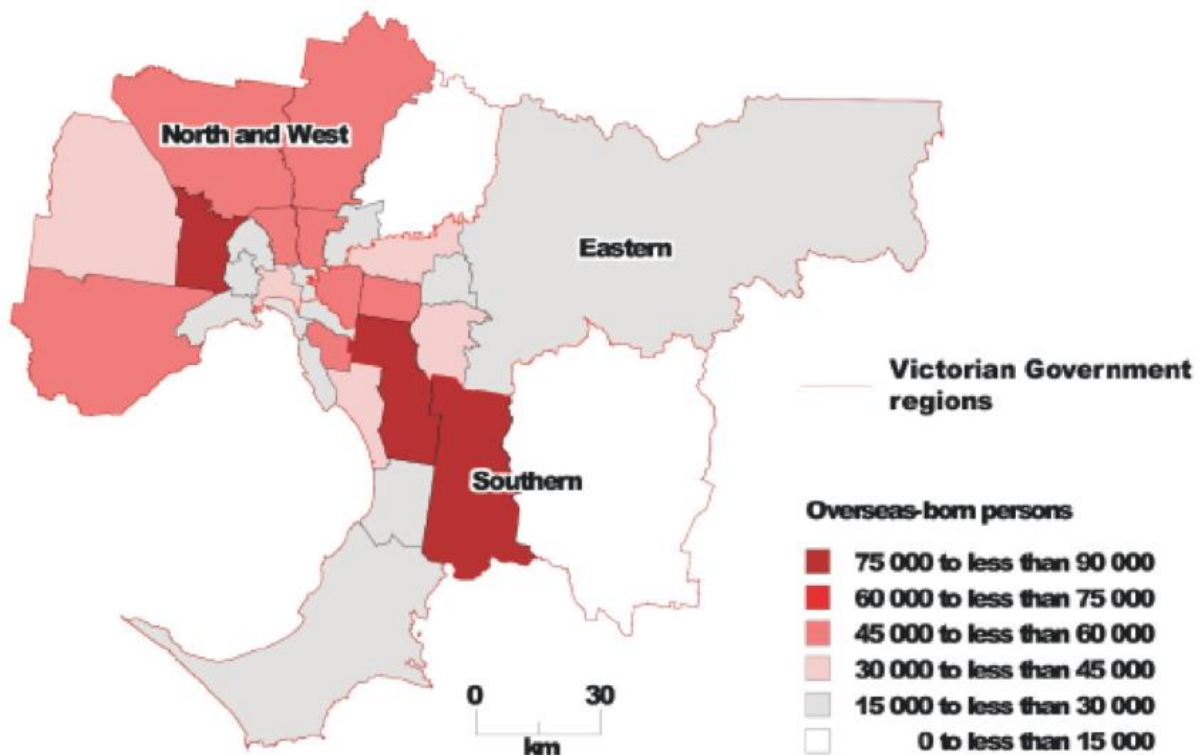 North and West
Eastern
Victorian Government
regions
Southern
Overseas-born persons
75 000 to less than 90 000
60 000 to less than 75 000
45 000 to less than 60 000
30 000 to less than 45 000
15 000 to less than 30 000
0 to less than 15 000
0 30
km